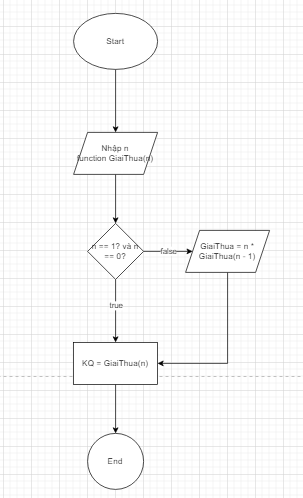 Start
Nhập n
function GiaiThua(n)
n == 1? và n
== 0?
false
GiaiThua = n *
GiaiThua(n - 1)
true
KQ = GiaiThua(n)
End